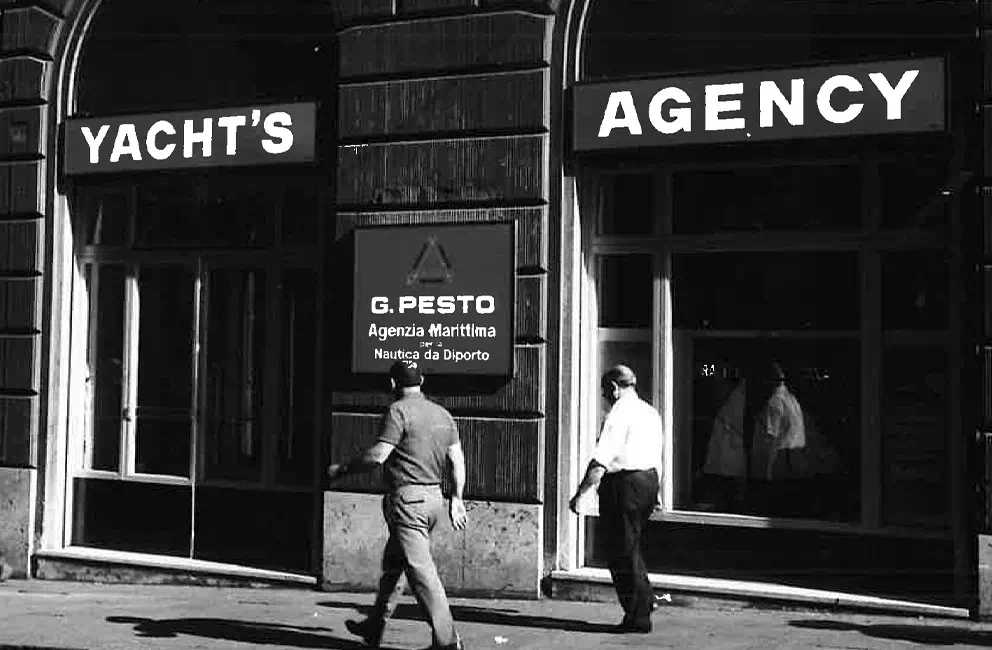 YACHT'S
AGENCY
G. PESTO
Agenzia Marittima
per la
Nautica da Diporto